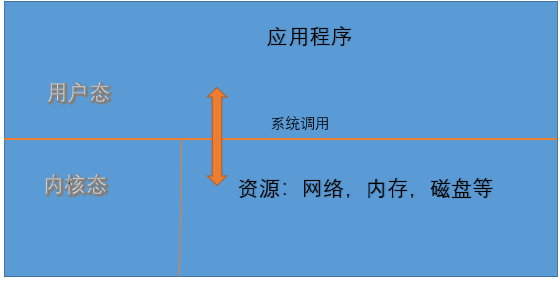 应用程序
用户态
系统调用
内核态
资源：网络，内存，磁盘等